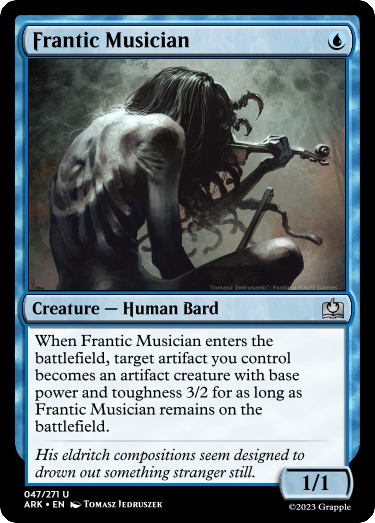 Frantic Musician
Tomasz Jedruszek© Fantasy Flight Games
Creature — Human Bard
When Frantic Musician enters the
battlefield, target artifact you control
becomes an artifact creature with base
power and toughness 3/2 for as long as
Frantic Musician remains on the
battlefield.
His eldritch compositions seem designed to
drown out something stranger still.
1/1
047/271 U
ARK • EN Tomasz Jedruszek
©2023 Grapple